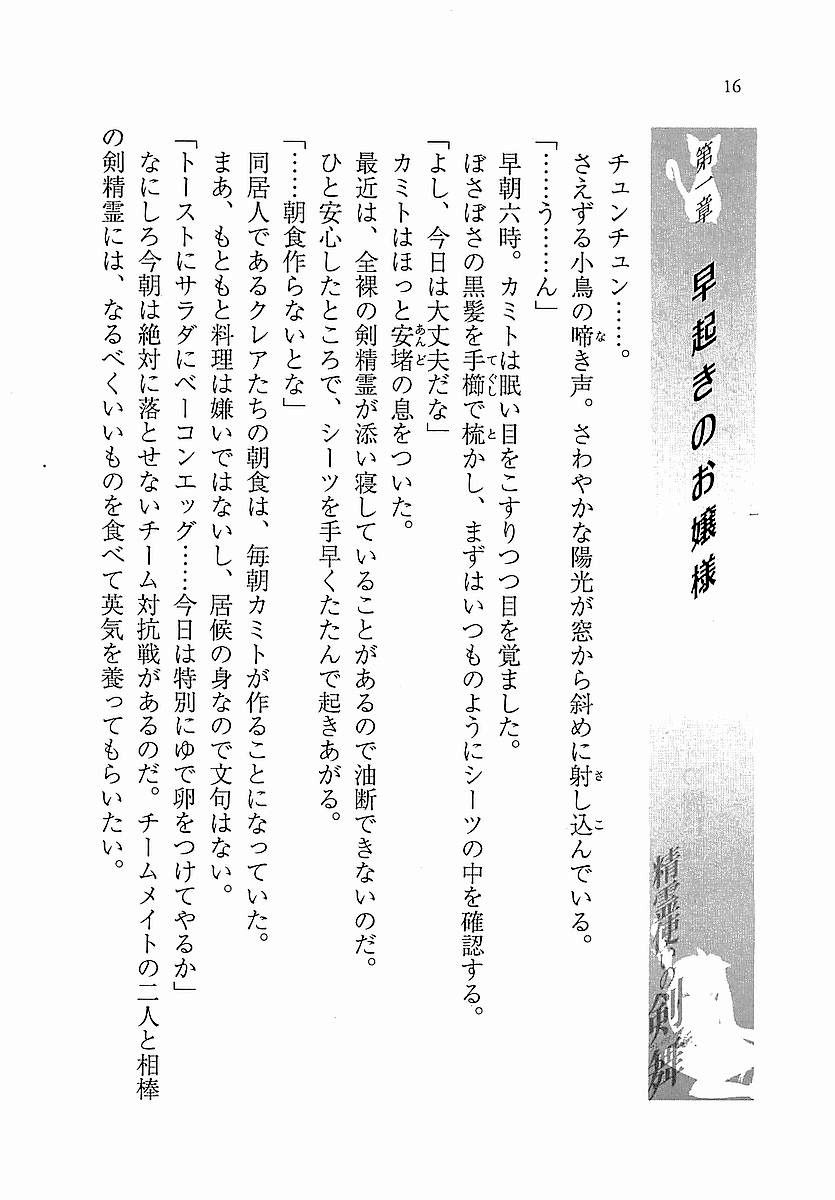 16
第一章 早起きのお嬢様
精霊使いの剣舞
チュンチュン……。
さえずる小鳥の啼き声。さわやかな陽光が窓から斜めに射し込んでいる。
「……う……ん」
早朝六時。カミトは眠い目をこすりつつ目を覚ました。
ぼさぼさの黒髪を手櫛で梳かし、まずはいつものようにシーツの中を確認する。
「よし、今日は大丈夫だな」
カミトはほっと安堵の息をついた。
最近は、全裸の剣精霊が添い寝していることがあるので油断できないのだ。
ひと安心したところで、シーツを手早くたたんで起きあがる。
「……朝食作らないとな」
同居人であるクレアたちの朝食は、毎朝カミトが作ることになっていた。
まあ、もともと料理は嫌いではないし、居候の身なので文句はない。
「トーストにサラダにベーコンエッグ……今日は特別にゆで卵をつけてやるか」
なにしろ今朝は絶対に落とせないチーム対抗戦があるのだ。チームメイトの二人と相棒
の剣精霊には、なるべくいいものを食べて英気を養ってもらいたい。